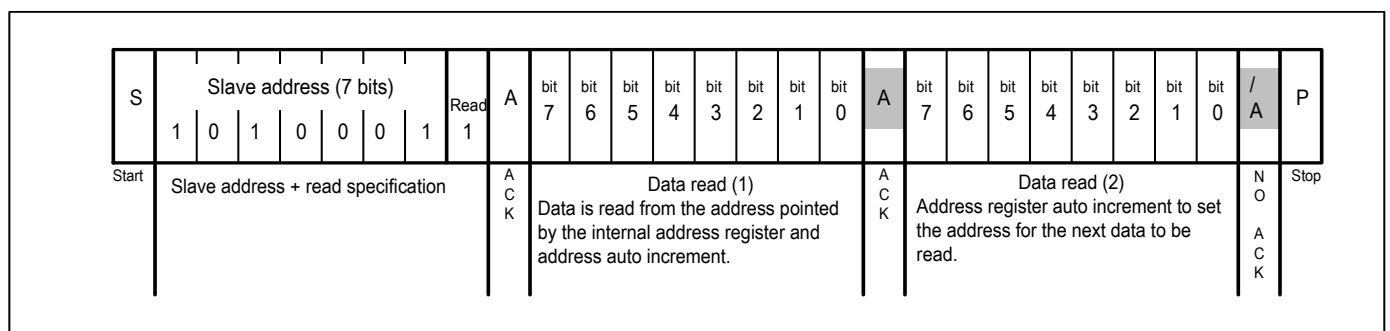 S Slave address (7 bits) Read A bit bit bit bit bit bit bit bit A bit bit bit bit bit bit bit bit / P
1 0 1 0 0 0 1 1 7 6 5 4 3 2 1 0 7 6 5 4 3 2 1 0 A
Start Slave address + read specification ACK Data read (1) ACK Data read (2) NO ACK Stop
Data is read from the address pointed
by the internal address register and
address auto increment.
Address register auto increment to set
the address for the next data to be
read.